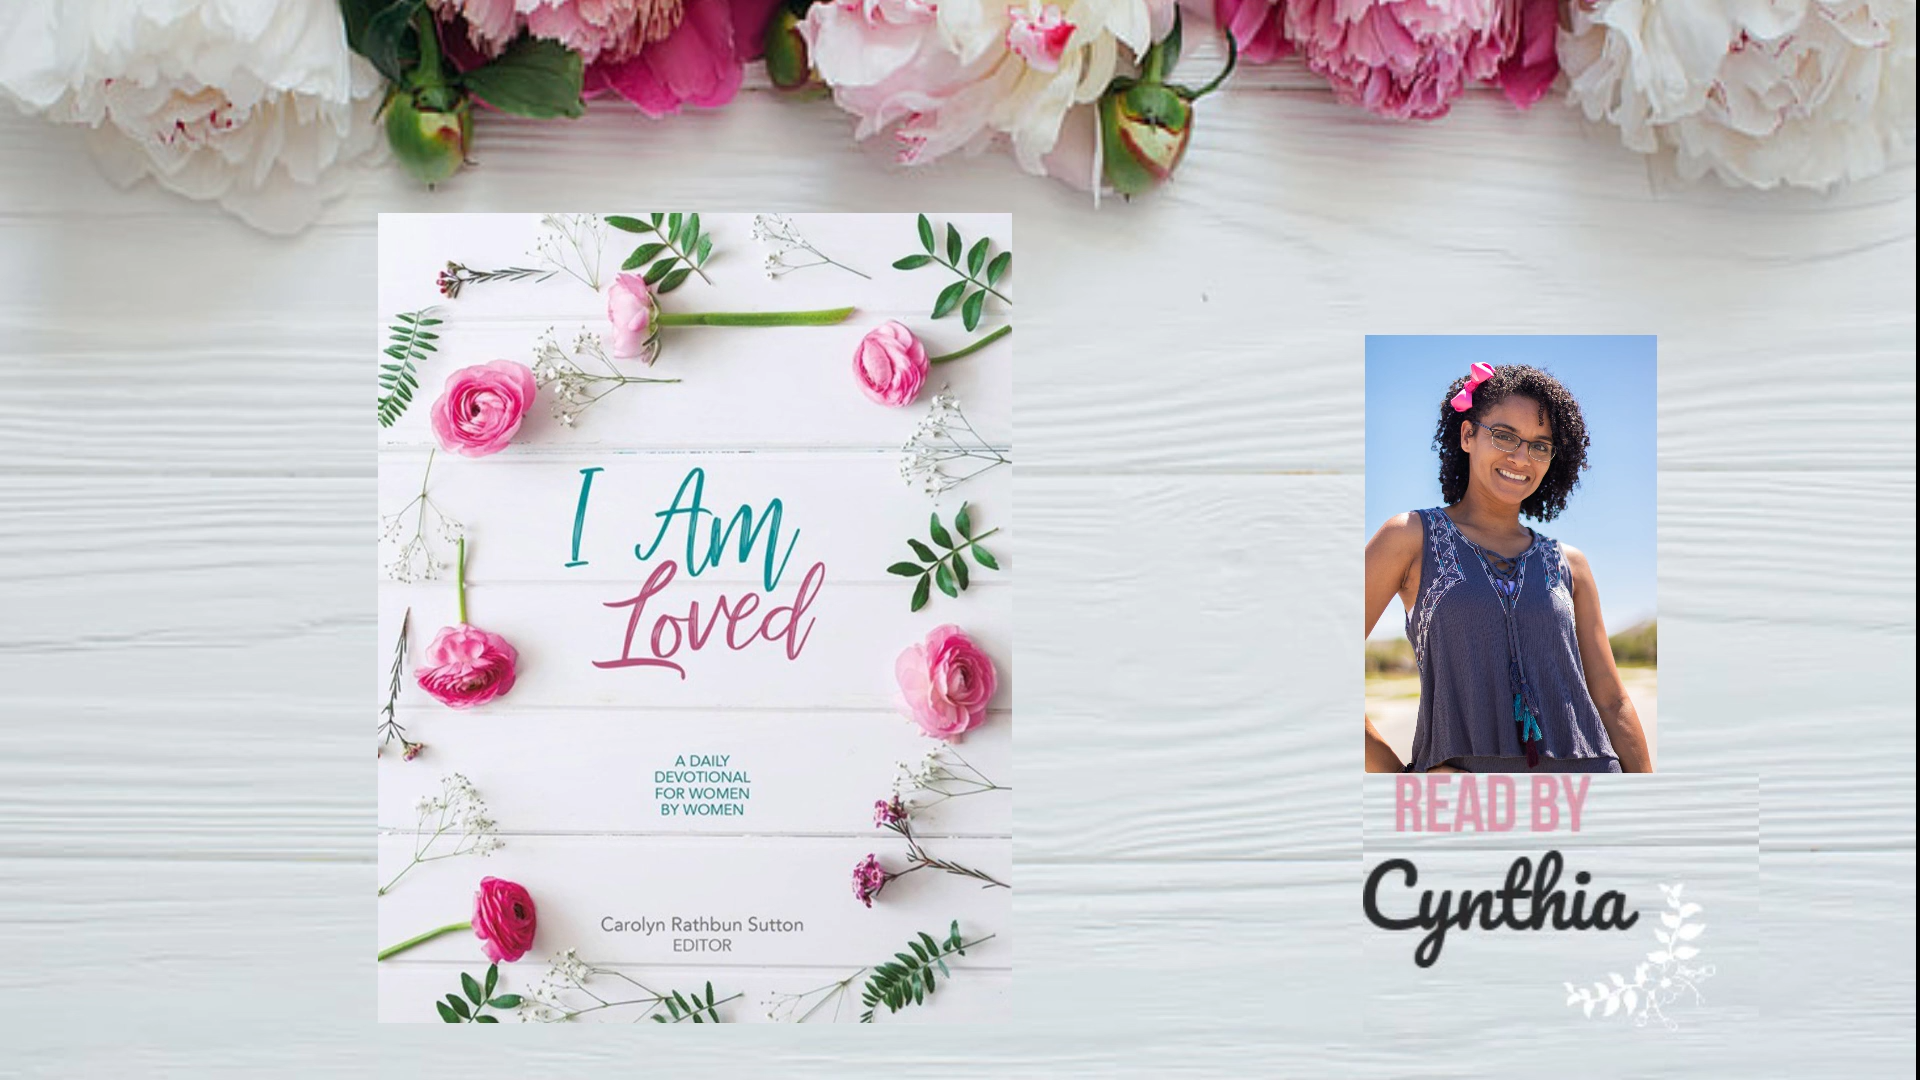 I Am
Loved
A DAILY
DEVOTIONAL
FOR WOMEN
BY WOMEN
Carolyn Rathbun Sutton
EDITOR
READ BY
Cynthia